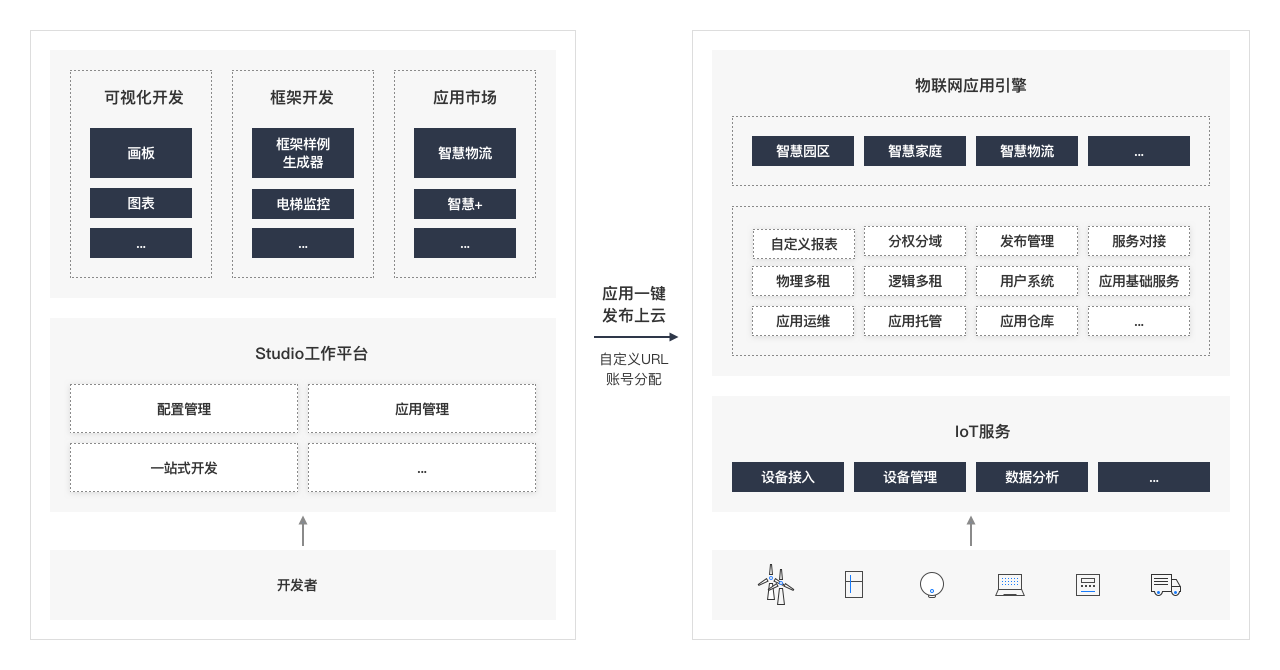 可视化开发
画板
图表
...
框架开发
框架样例
生成器
电梯监控
...
应用市场
智慧物流
智慧+
...
Studio工作平台
配置管理
应用管理
一站式开发
...
开发者
应用一键
发布上云
自定义URL
账号分配
物联网应用引擎
智慧园区
智慧家庭
智慧物流
...
自定义报表
分权分域
发布管理
服务对接
物理多租
逻辑多租
用户系统
应用基础服务
应用运维
应用托管
应用仓库
...
IoT服务
设备接入
设备管理
数据分析
...